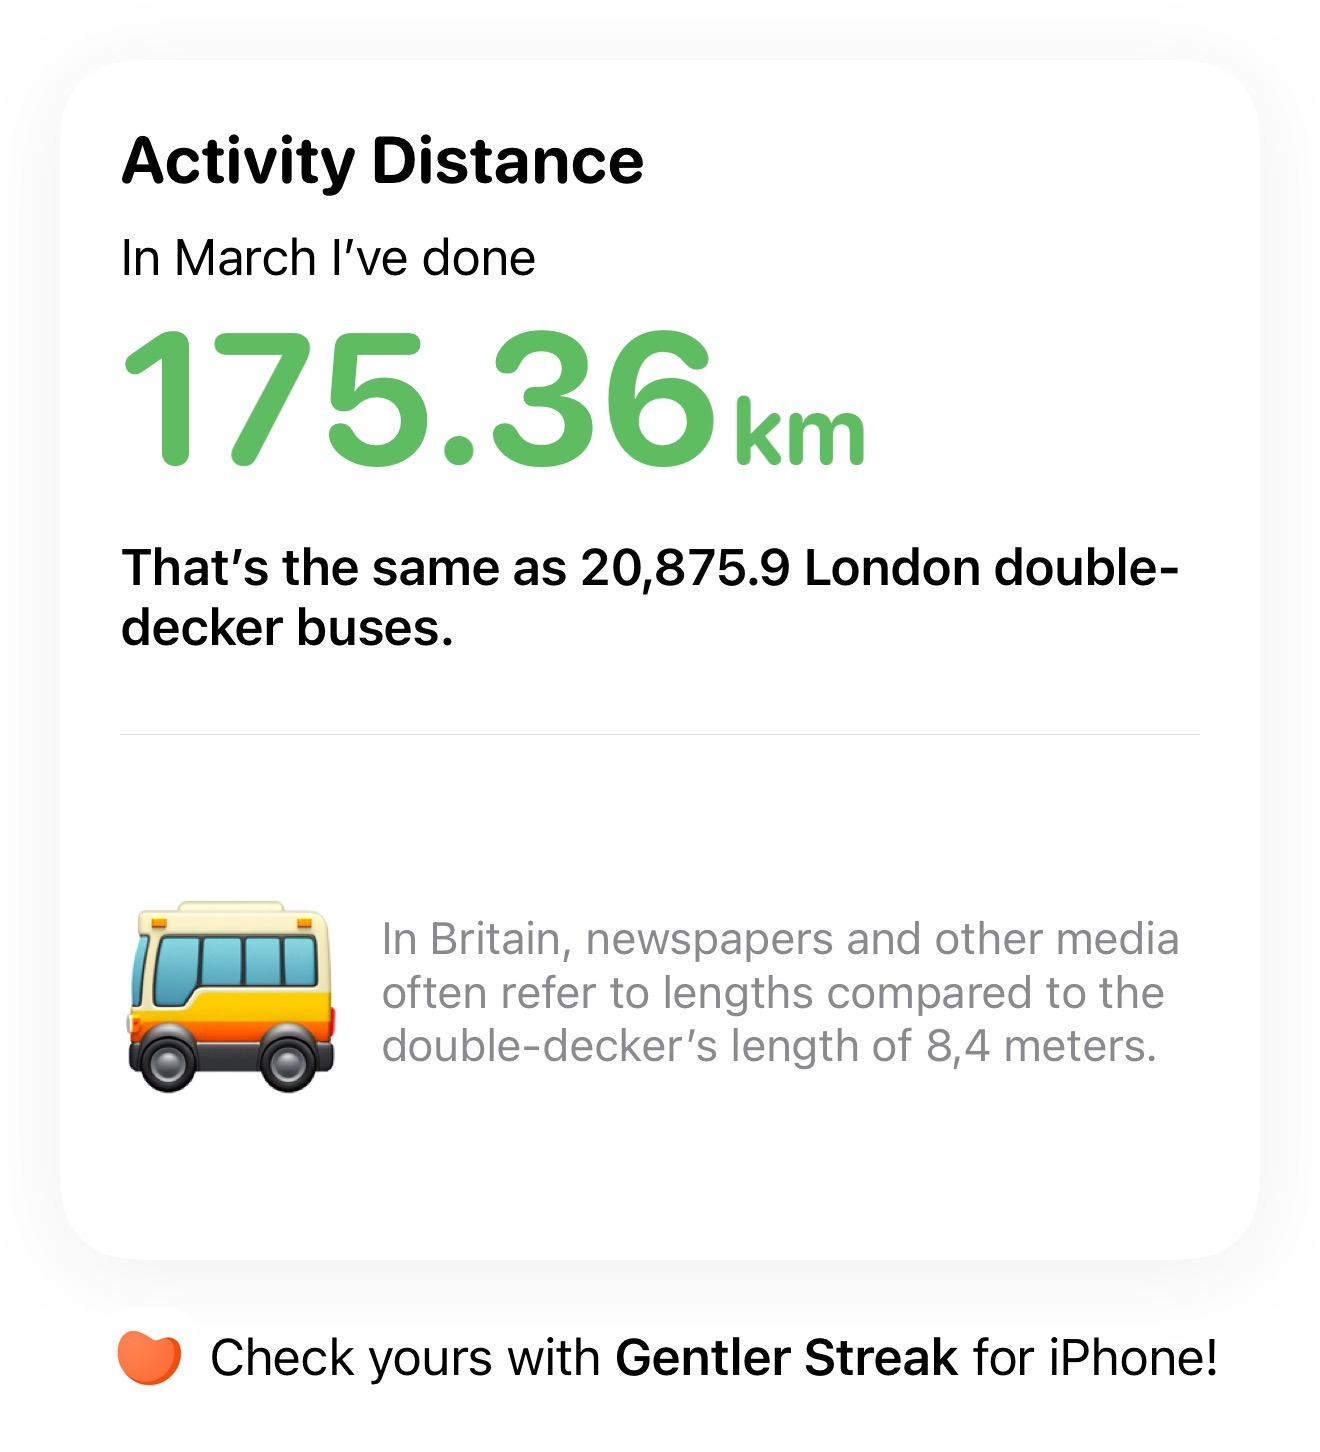 Activity Distance
In March I’ve done
175.36 km
That’s the same as 20,875.9 London double-
decker buses.
In Britain, newspapers and other media
often refer to lengths compared to the
double-decker’s length of 8,4 meters.
Check yours with Gentler Streak for iPhone!